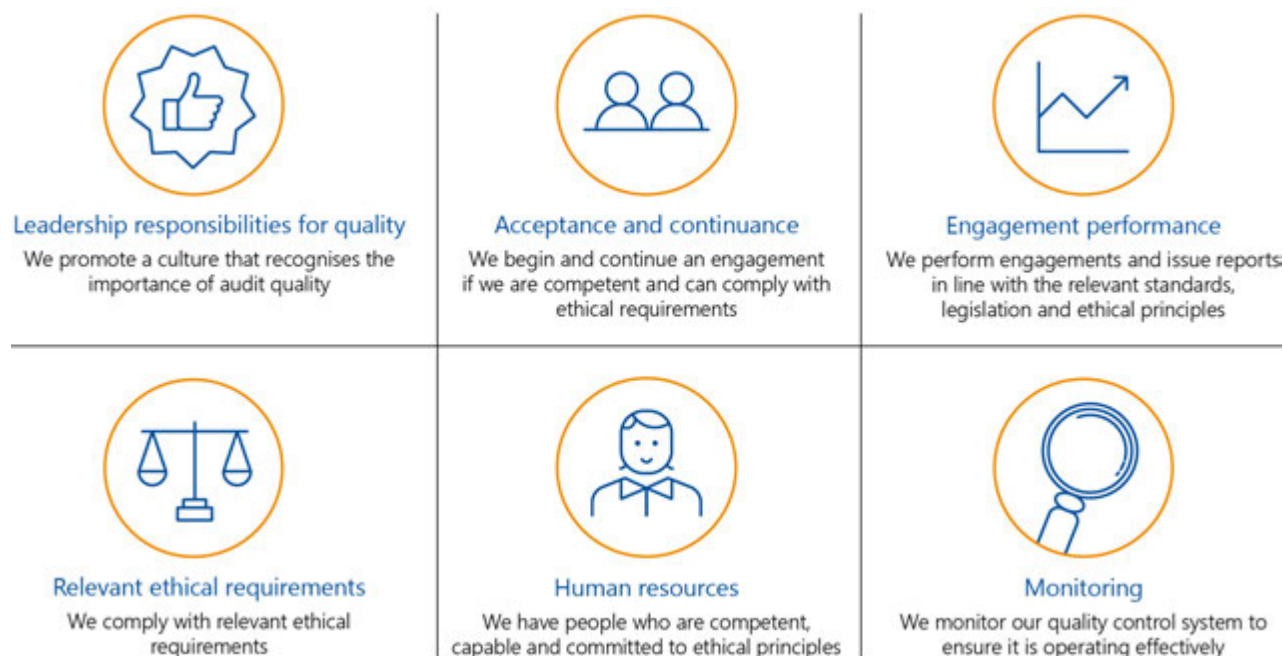 Leadership responsibilities for quality
We promote a culture that recognises the
importance of audit quality
Acceptance and continuance
We begin and continue an engagement
if we are competent and can comply with
ethical requirements
Engagement performance
We perform engagements and issue reports
in line with the relevant standards,
legislation and ethical principles
Relevant ethical requirements
We comply with relevant ethical
requirements
Human resources
We have people who are competent,
capable and committed to ethical principles
Monitoring
We monitor our quality control system to
ensure it is operating effectively